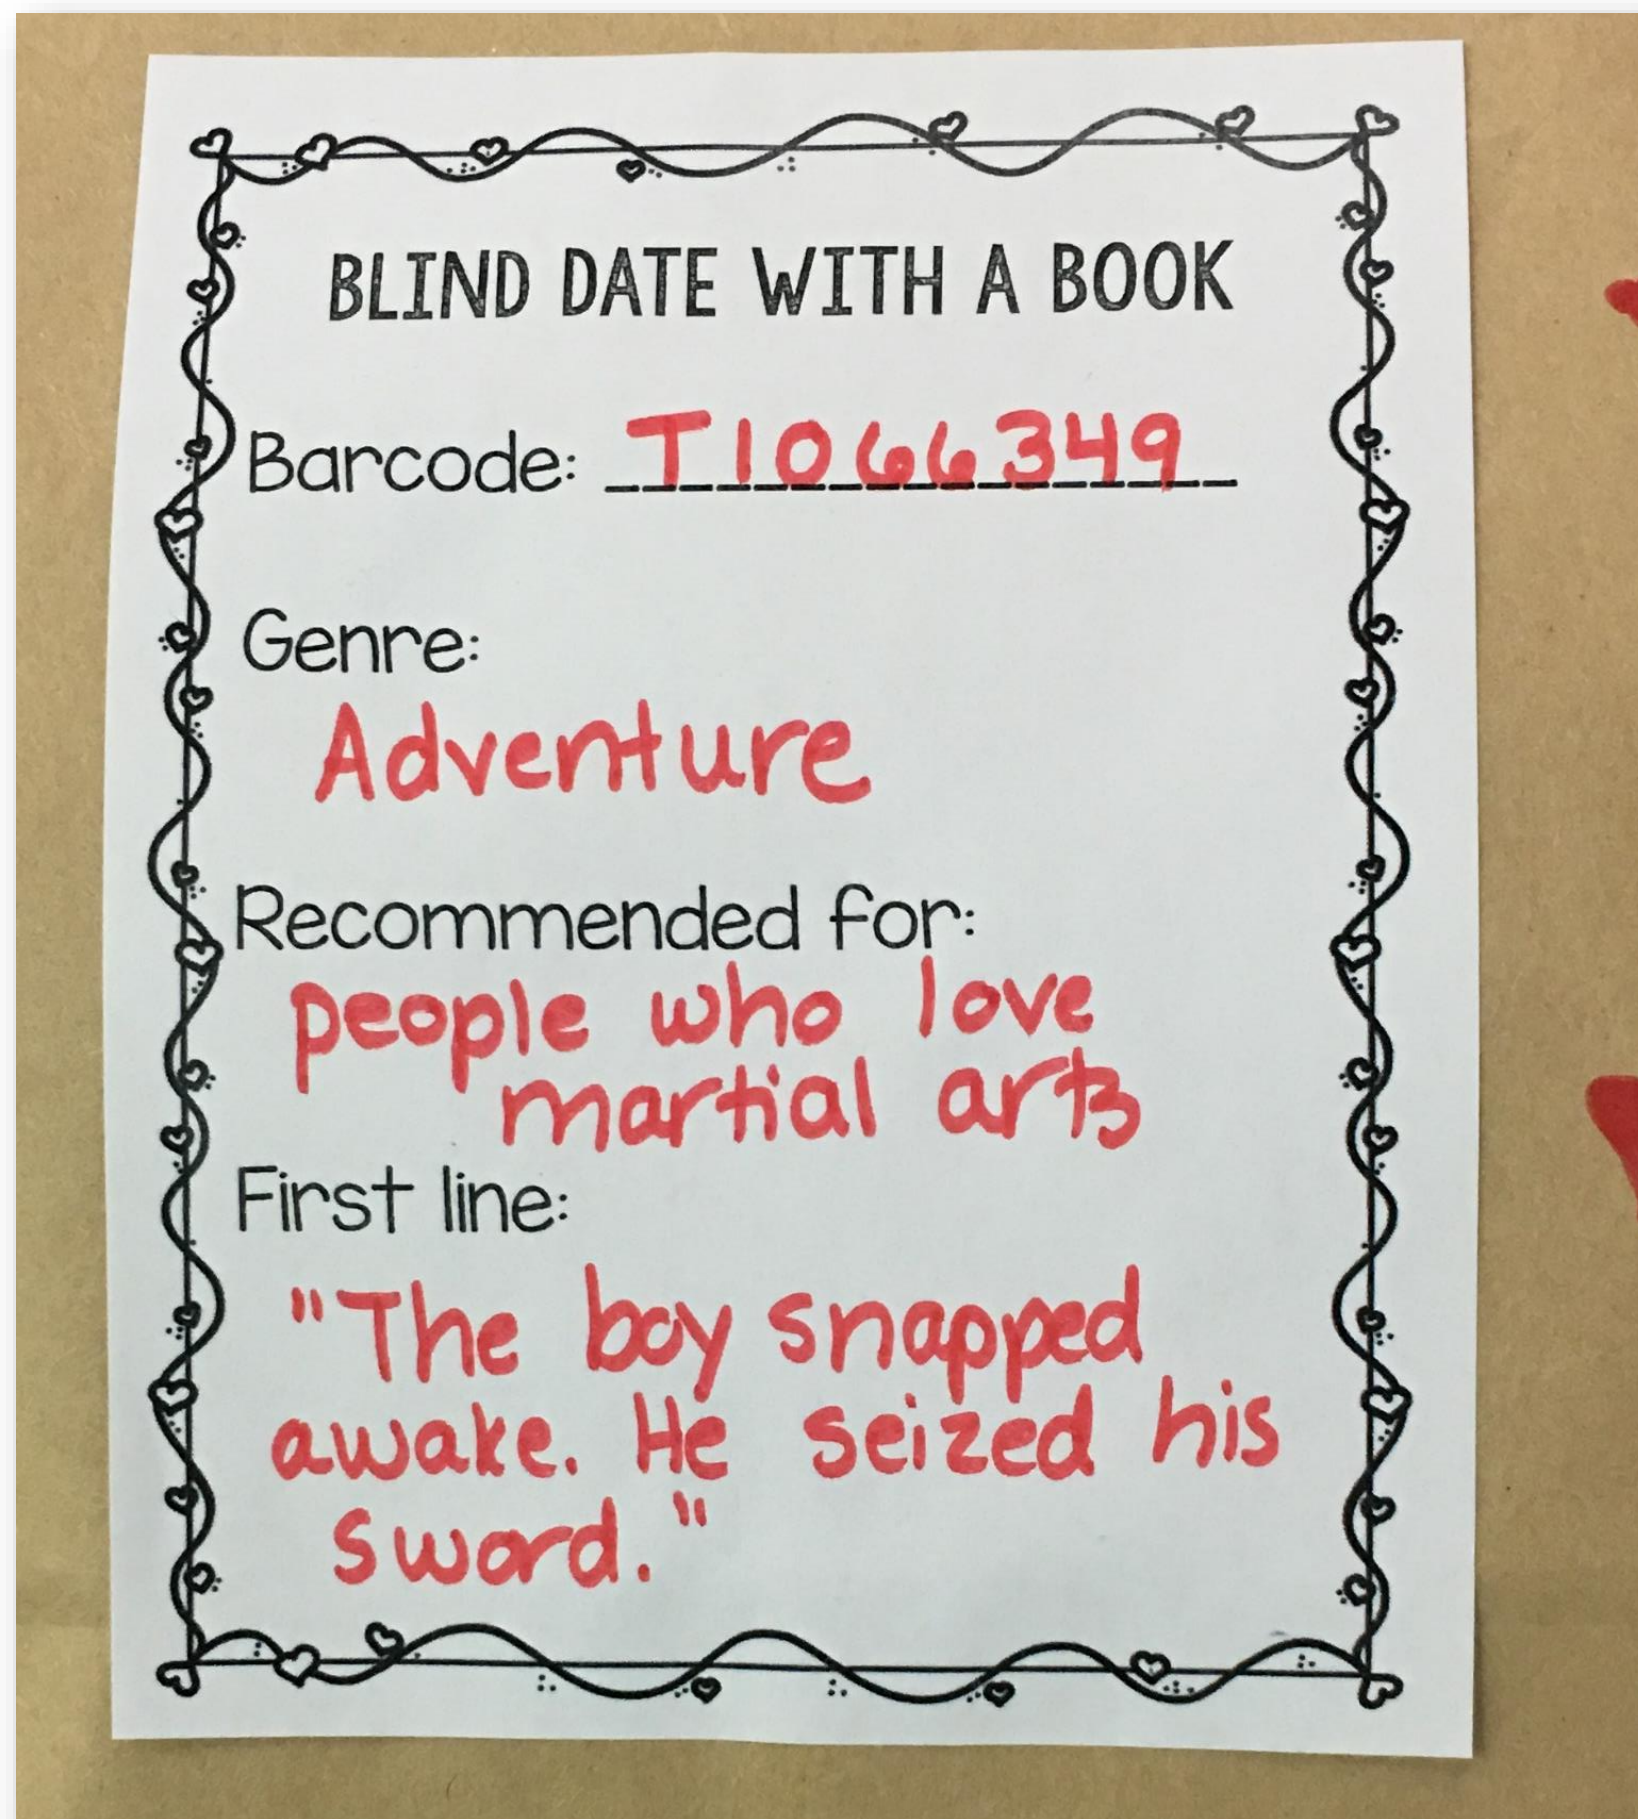 BLIND DATE WITH A BOOK
Barcode: T1066349
Genre:
Adventure
Recommended for:
people who love
martial arts
First line:
"The boy snapped
awake. He seized his
sword."